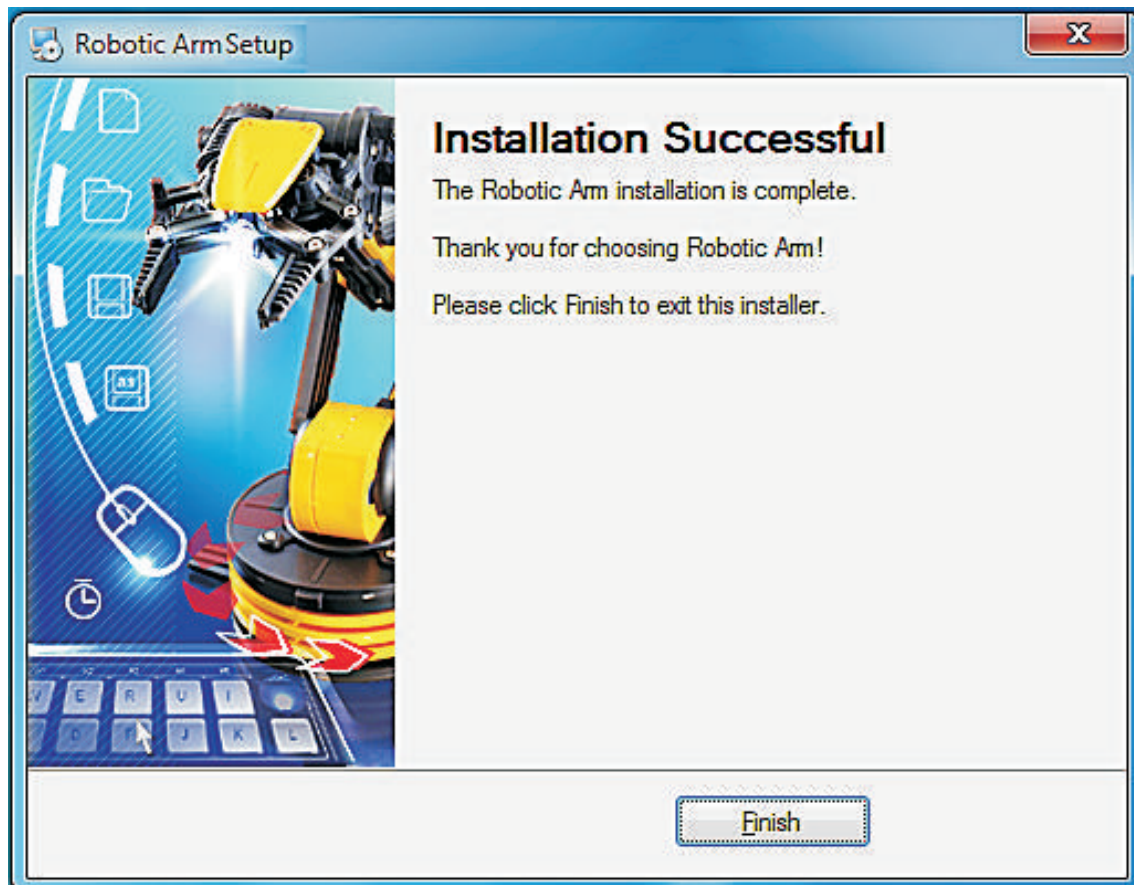 Robotic Arm Setup
Installation Successful
The Robotic Arm installation is complete.
Thank you for choosing Robotic Arm!
Please click Finish to exit this installer.
E R U I
J K L
Finish